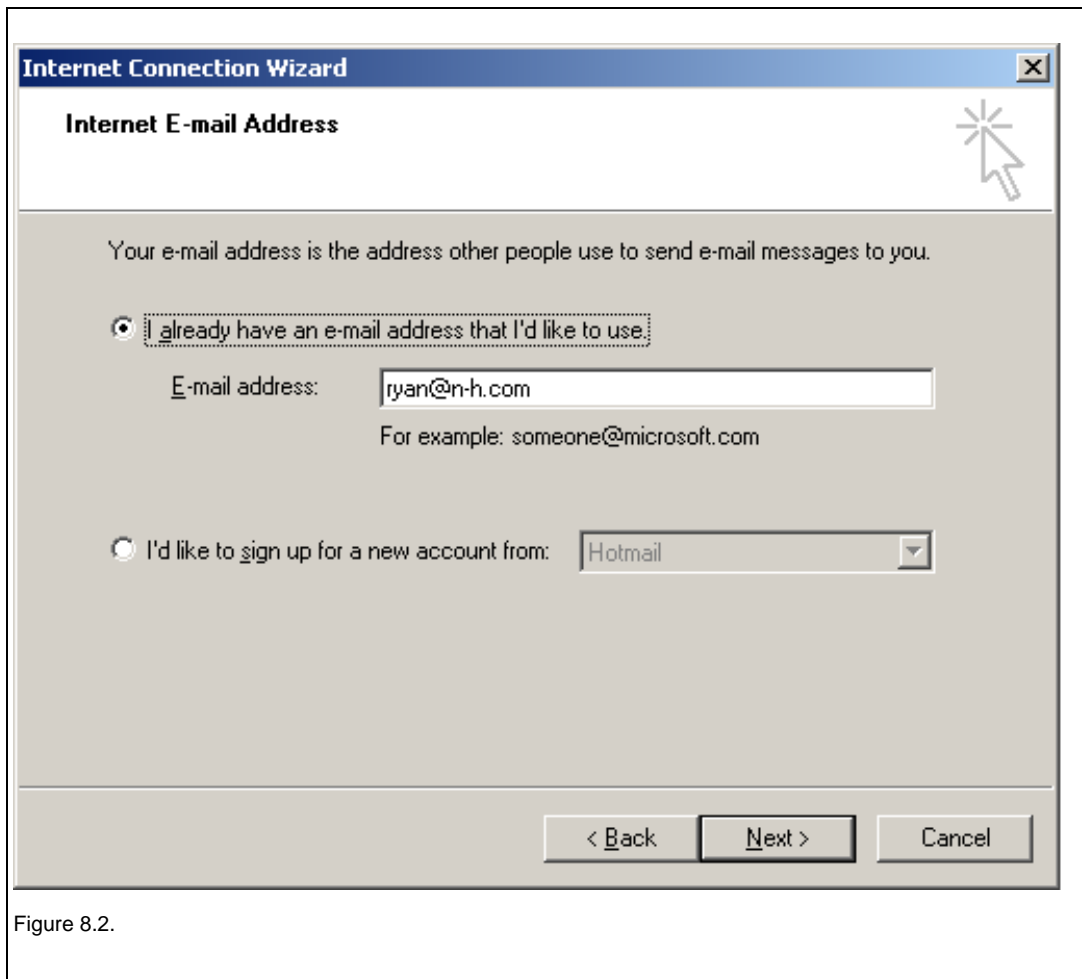 Internet Connection Wizard
Internet E-mail Address
Your e-mail address is the address other people use to send e-mail messages to you.
I already have an e-mail address that I'd like to use.
E-mail address:
ryan@n-h.com
For example: someone@microsoft.com
I'd like to sign up for a new account from:
Hotmail
< Back
Next >
Cancel
Figure 8.2.